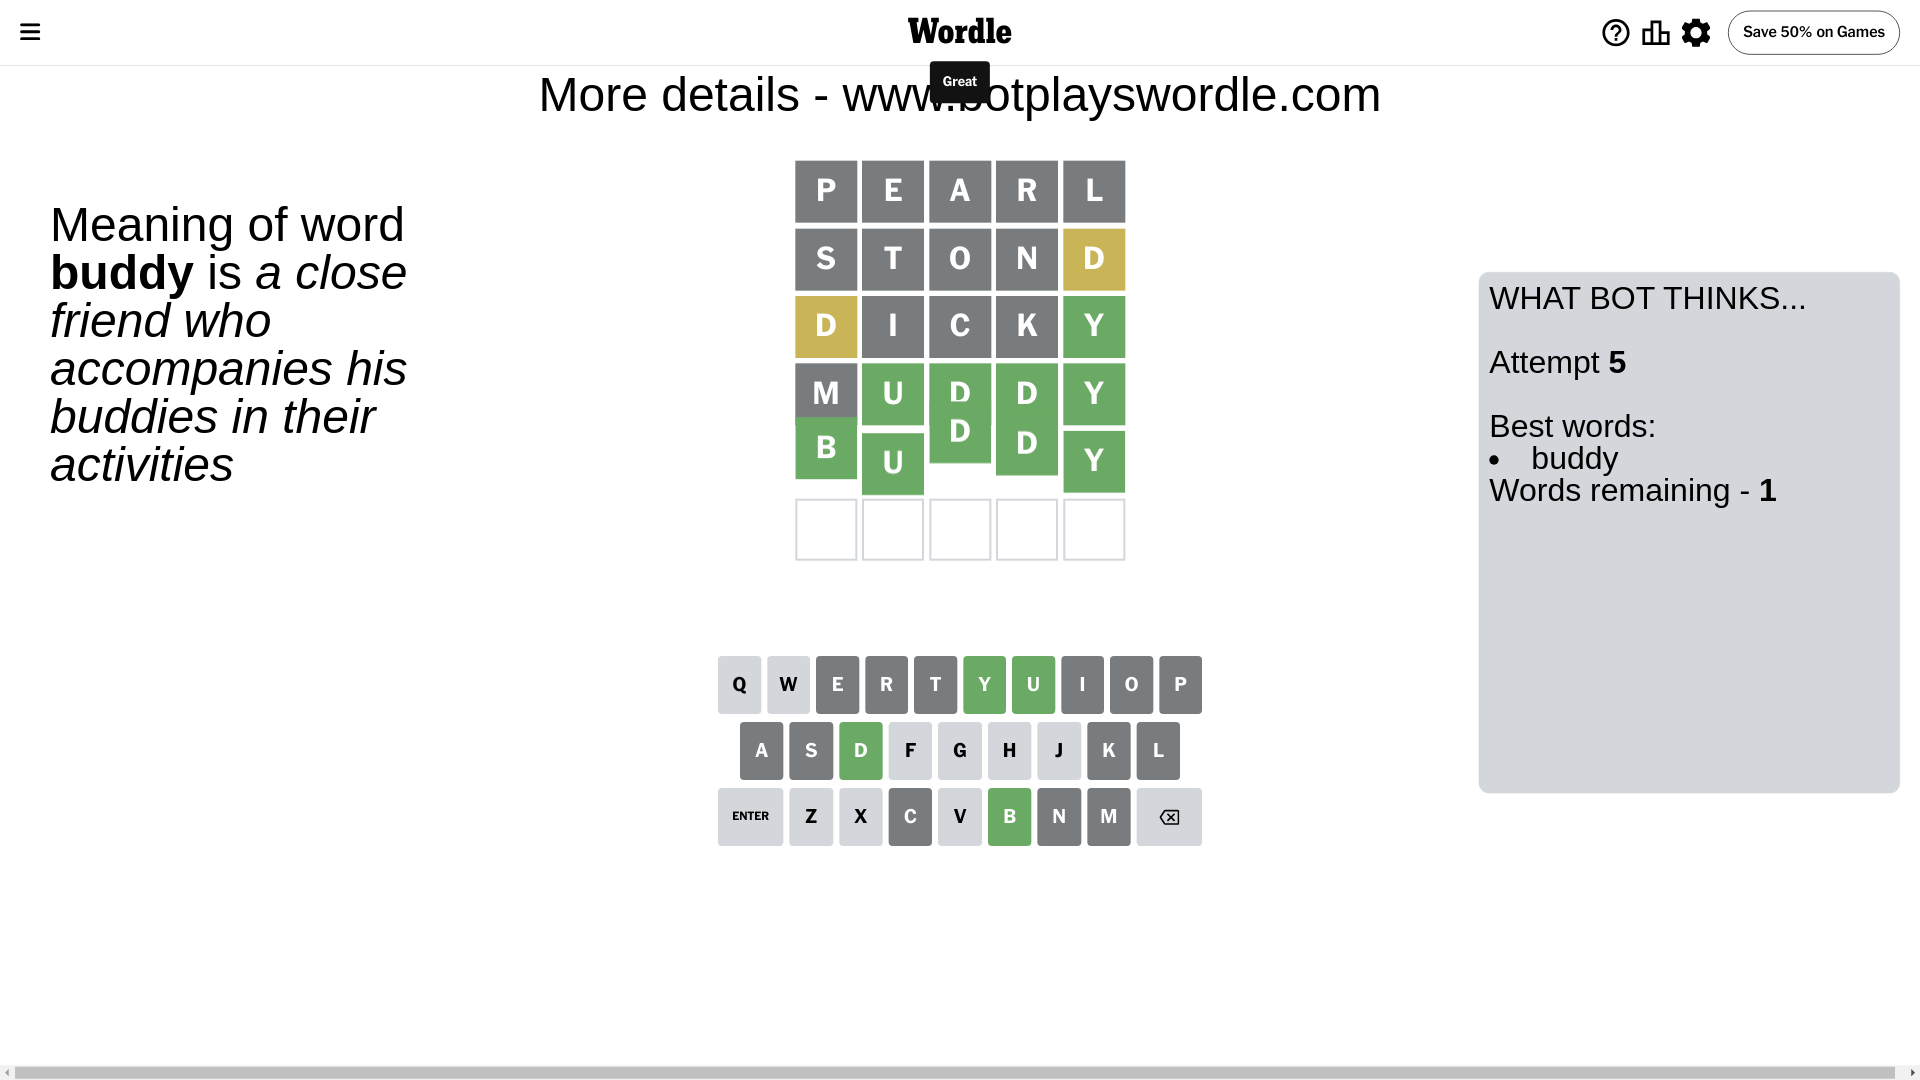 Wordle
Save 50% on Games
Great
More details - www.botplayswordle.com
Meaning of word
buddy is a close
friend who
accompanies his
buddies in their
activities
P E A R L
S T O N D
D I C K Y
M U D D Y
B U D D Y
WHAT BOT THINKS...
Attempt 5
Best words:
• buddy
Words remaining - 1
Q W E R T Y U I O P
A S D F G H J K L
ENTER Z X C V B N M